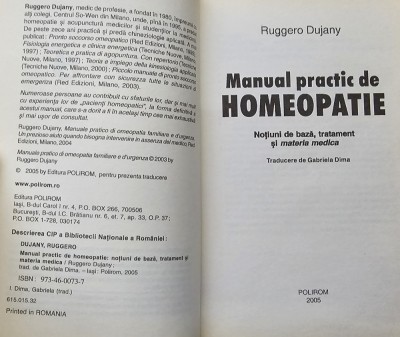 Ruggero Dujany, medic de profesie, a fondat în 1980, împreună cu
alți colegi, Centrul So-Wen din Milano, unde, pînă în 1995, a predat
homeopatie și acupunctură medicilor și studenților la medicină.
De peste zece ani practică și predă chineziologia aplicată. A mai
publicat: Pronto soccorso omeopatico (Red Edizioni, Milano,
Fisiologia energetica e clinica energetica (Tecniche Nuove, Milano,
1997) ; Teoretica e pratica di agopuntura. Con repertorio
(Tecniche Nuove, Milano, 1997) ; Teoria e impiego della kinesiologia applicata
(Tecniche Nuove, Milano, 2000) ; Piccolo manuale di pronto soccorso
omeopatico. Per affrontare con sicurezza tutte le situazioni di
emergenza (Red Edizioni, Milano, 2003).
Numeroase persoane au contribuit cu sfaturile lor, dar și mai mult
cu experiența lor de „pacienți homeopatici", la forma definitivă a
acestui manual, care și-a dorit a fi în același timp cea mai exhaustivă
și mai ușor de consultat.
Ruggero Dujany, Manuale pratico di omeopatia familiare e d'urgenza.
Un prezioso aiuto quando bisogna intervenire in assenza del medico, Red
Edizioni, Milano, 2004
Manuale pratico di omeopatia familiare e d'urgenza © 2003 by
Ruggero Dujany
© 2005 by Editura POLIROM, pentru prezenta traducere
www.polirom.ro
Editura POLIROM
Iași, B-dul Carol I nr. 4, P.O. BOX 266, 700506
București, B-dul I.C. Brătianu nr. 6, et. 7, ap. 33, O.P. 37 ;
P.O. BOX 1-728, 030174
Descrierea CIP a Bibliotecii Naționale a României :
DUJANY, RUGGERO
Manual practic de homeopatie: noțiuni de bază, tratament și
materia medica / Ruggero Dujany ;
trad. de Gabriela Dima. – Iași: Polirom, 2005
ISBN : 973-46-0073-7
I. Dima, Gabriela (trad.)
615.015.32
Printed in ROMANIA
Ruggero Dujany
Manual practic de
HOMEOPATIE
Noțiuni de bază, tratament
și materia medica
Traducere de Gabriela Dima
POLIROM
2005